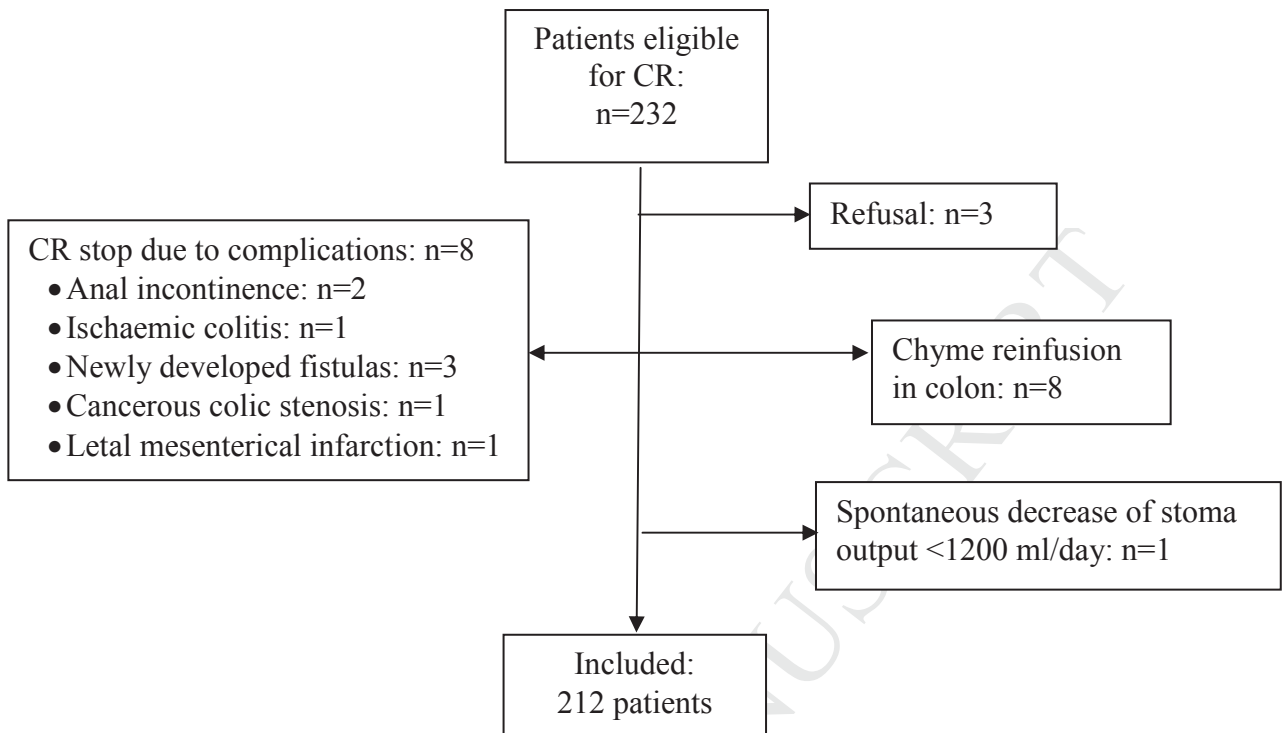 Patients eligible
for CR:
n=232
Refusal: n=3
CR stop due to complications: n=8
• Anal incontinence: n=2
• Ischaemic colitis: n=1
• Newly developed fistulas: n=3
• Cancerous colic stenosis: n=1
• Letal mesenterical infarction: n=1
Chyme reinfusion
in colon: n=8
Spontaneous decrease of stoma
output <1200 ml/day: n=1
Included:
212 patients
NUSCRIPT